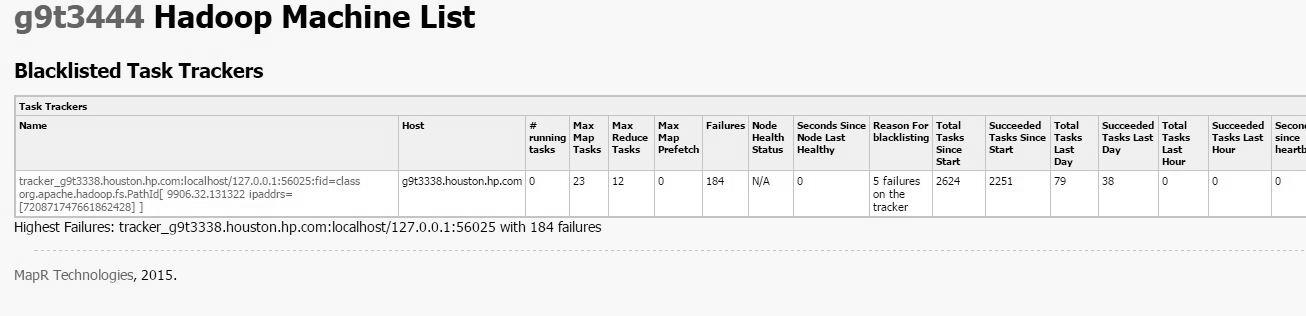 g9t3444 Hadoop Machine List
Blacklisted Task Trackers
Task Trackers
Name Host # running tasks Max Map Tasks Max Reduce Tasks Max Map Prefetch Failures Node Health Status Seconds Since Node Last Healthy Reason For blacklisting Total Tasks Since Start Succeeded Tasks Since Start Total Tasks Last Day Succeeded Tasks Last Day Total Tasks Last Hour Succeeded Tasks Last Hour since
tracker_g9t3338.houston.hp.com:localhost/127.0.0.1:56025:fid=class
org.apache.hadoop.fs.PathId[ 9906.32.131322 ipaddrs=
[720871747661862428] ]
g9t3338.houston.hp.com 0 23 12 0 184 N/A 0 5 failures on the tracker 2624 2251 79 38 0 0 0
Highest Failures: tracker_g9t3338.houston.hp.com:localhost/127.0.0.1:56025 with 184 failures
MapR Technologies, 2015.